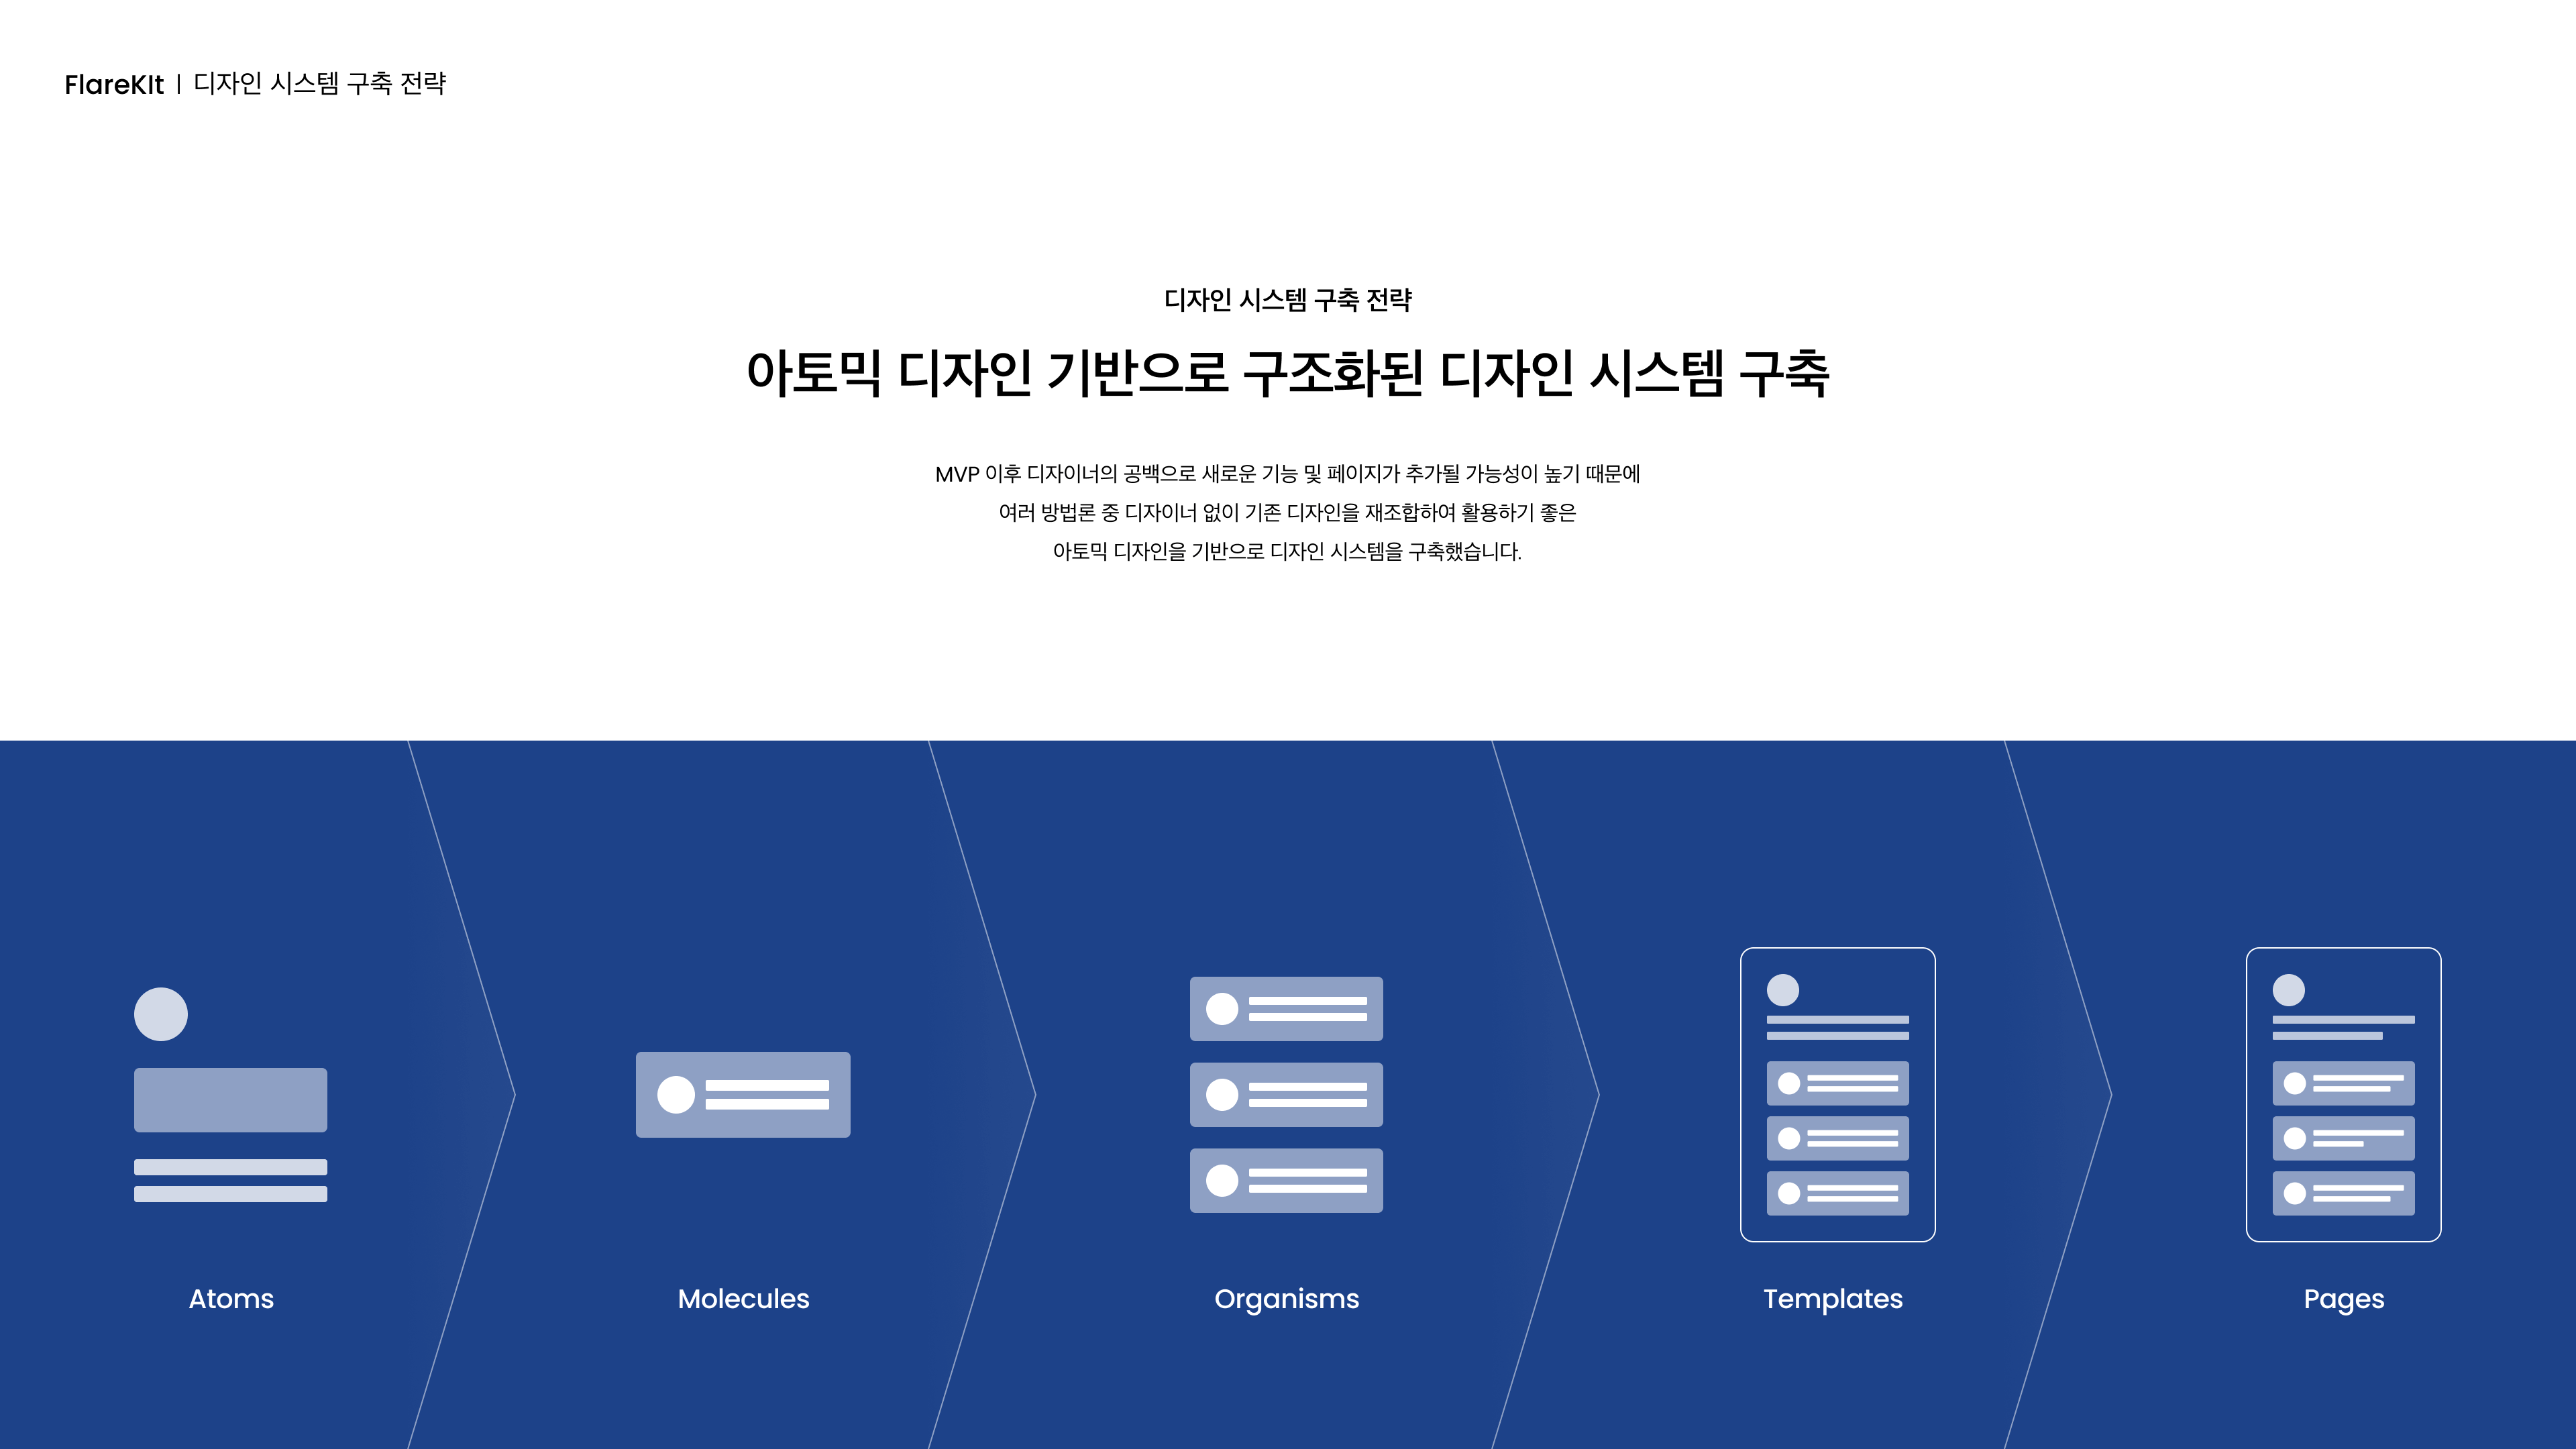 FlareKIt | 디자인 시스템 구축 전략
디자인 시스템 구축 전략
아토믹 디자인 기반으로 구조화된 디자인 시스템 구축
MVP 이후 디자이너의 공백으로 새로운 기능 및 페이지가 추가될 가능성이 높기 때문에
여러 방법론 중 디자이너 없이 기존 디자인을 재조합하여 활용하기 좋은
아토믹 디자인을 기반으로 디자인 시스템을 구축했습니다.
Atoms
Molecules
Organisms
Templates
Pages